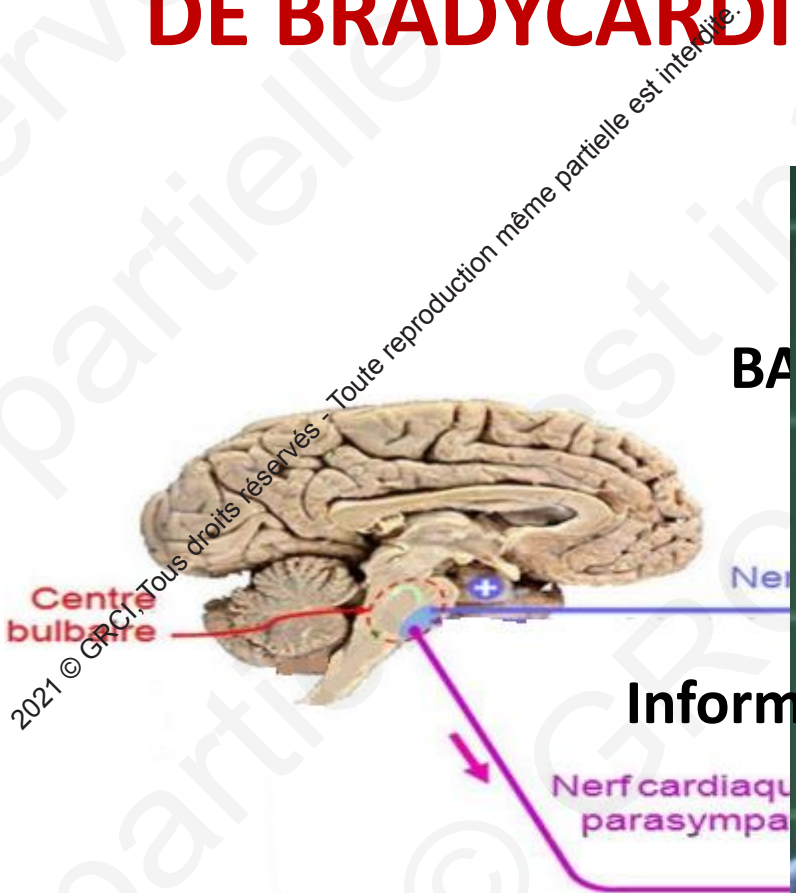 DE BRADYCARDI
2021 © GRCI, Tous droits réservés - Toute reproduction même partielle est interdite.
BA
Ner
Centre
bulbaire
Inform
Nerf cardiaqu
parasympa